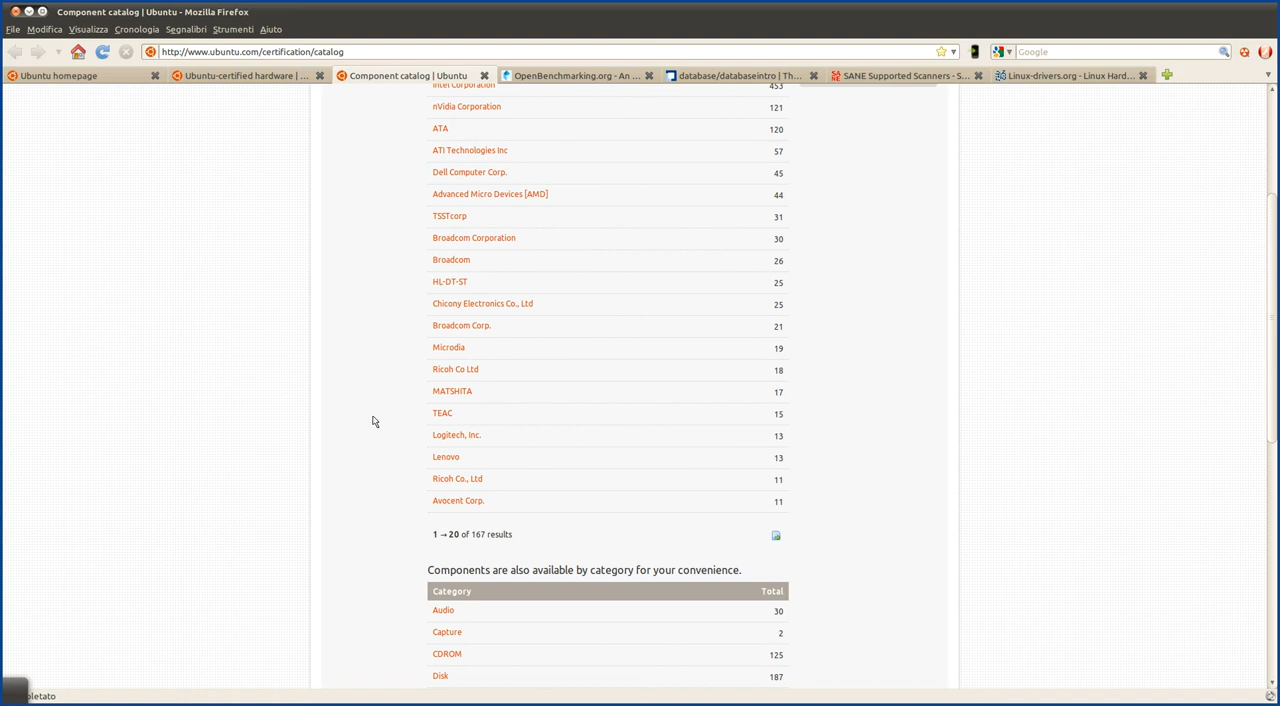 Component catalog | Ubuntu - Mozilla Firefox
File Modifica Visualizza Cronologia Segnalibri Strumenti Aiuto
http://www.ubuntu.com/certification/catalog Google
Ubuntu homepage Ubuntu-certified hardware | ... Component catalog | Ubuntu OpenBenchmarking.org - An ... database/databaseintro | Th... SANE Supported Scanners - S... Linux-drivers.org - Linux Hard...
Intel Corporation 453
nVidia Corporation 121
ATA 120
ATI Technologies Inc 57
Dell Computer Corp. 45
Advanced Micro Devices [AMD] 44
TSSTcorp 31
Broadcom Corporation 30
Broadcom 26
HL-DT-ST 25
Chicony Electronics Co., Ltd 25
Broadcom Corp. 21
Microdia 19
Ricoh Co Ltd 18
MATSHITA 17
TEAC 15
Logitech, Inc. 13
Lenovo 13
Ricoh Co., Ltd 11
Avocent Corp. 11
1 → 20 of 167 results
Components are also available by category for your convenience.
Category Total
Audio 30
Capture 2
CDROM 125
Disk 187
letato